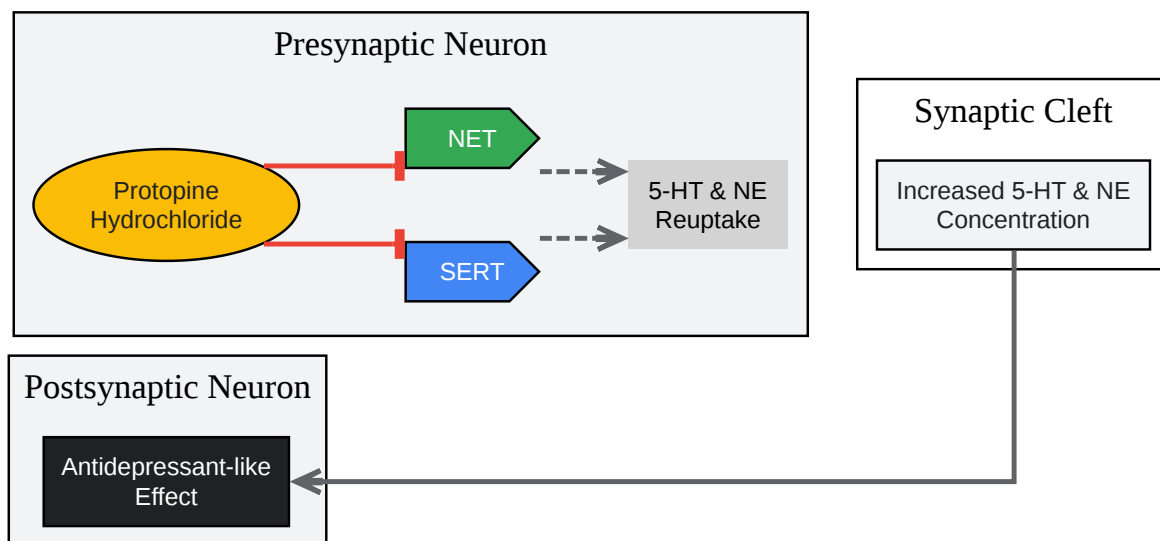 Presynaptic Neuron
NET
Protopine
Hydrochloride
5-HT & NE
Reuptake
SERT
Synaptic Cleft
Increased 5-HT & NE
Concentration
Postsynaptic Neuron
Antidepressant-like
Effect